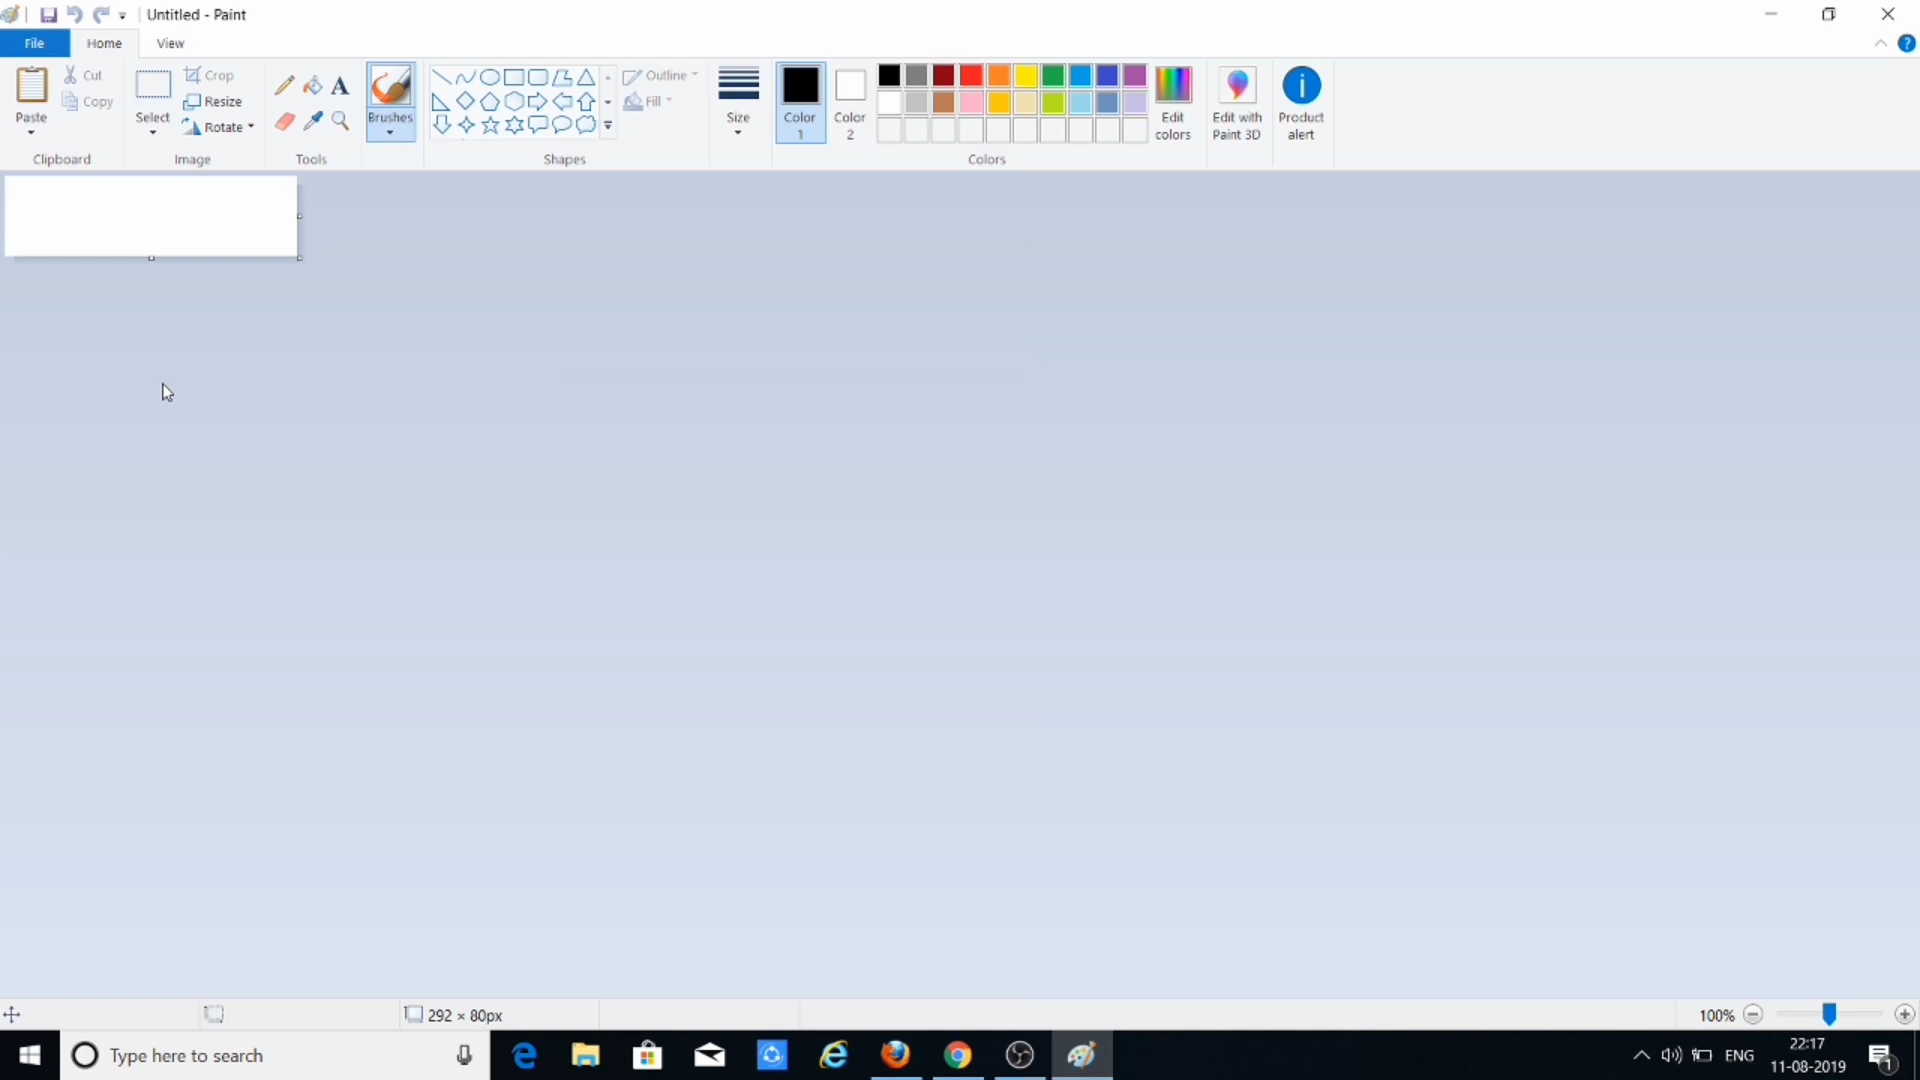 Untitled - Paint
File Home View
Paste
Cut
Copy
Clipboard
Select
Crop
Resize
Rotate
Image
A
Tools
Brushes
Outline
Fill
Shapes
Size
Color 1
Color 2
Colors
Edit colors
Edit with Paint 3D
Product alert
292 × 80px
100%
Type here to search
ENG
22:17
11-08-2019
1